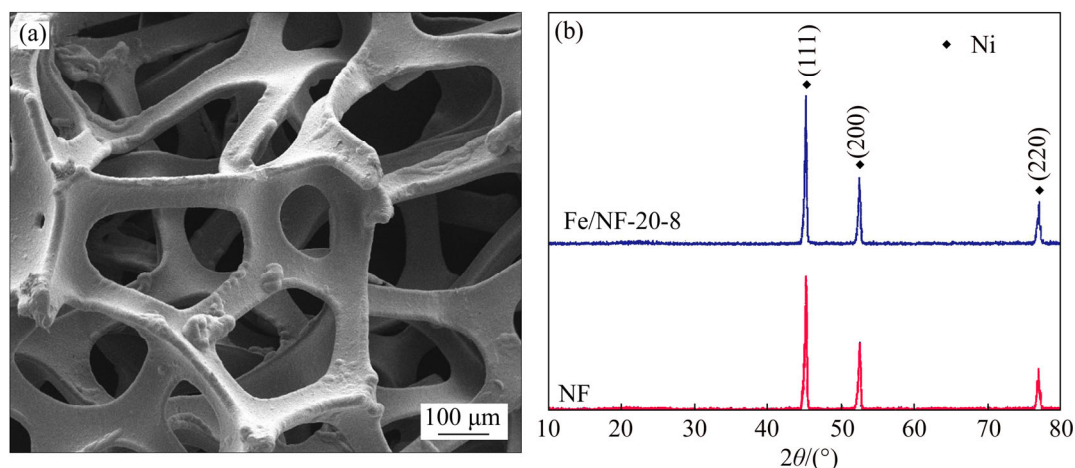 (a)
100 μm
(b)
◆ Ni
(111)
(200)
(220)
Fe/NF-20-8
NF
10 20 30 40 50 60 70 80
2θ/(°)